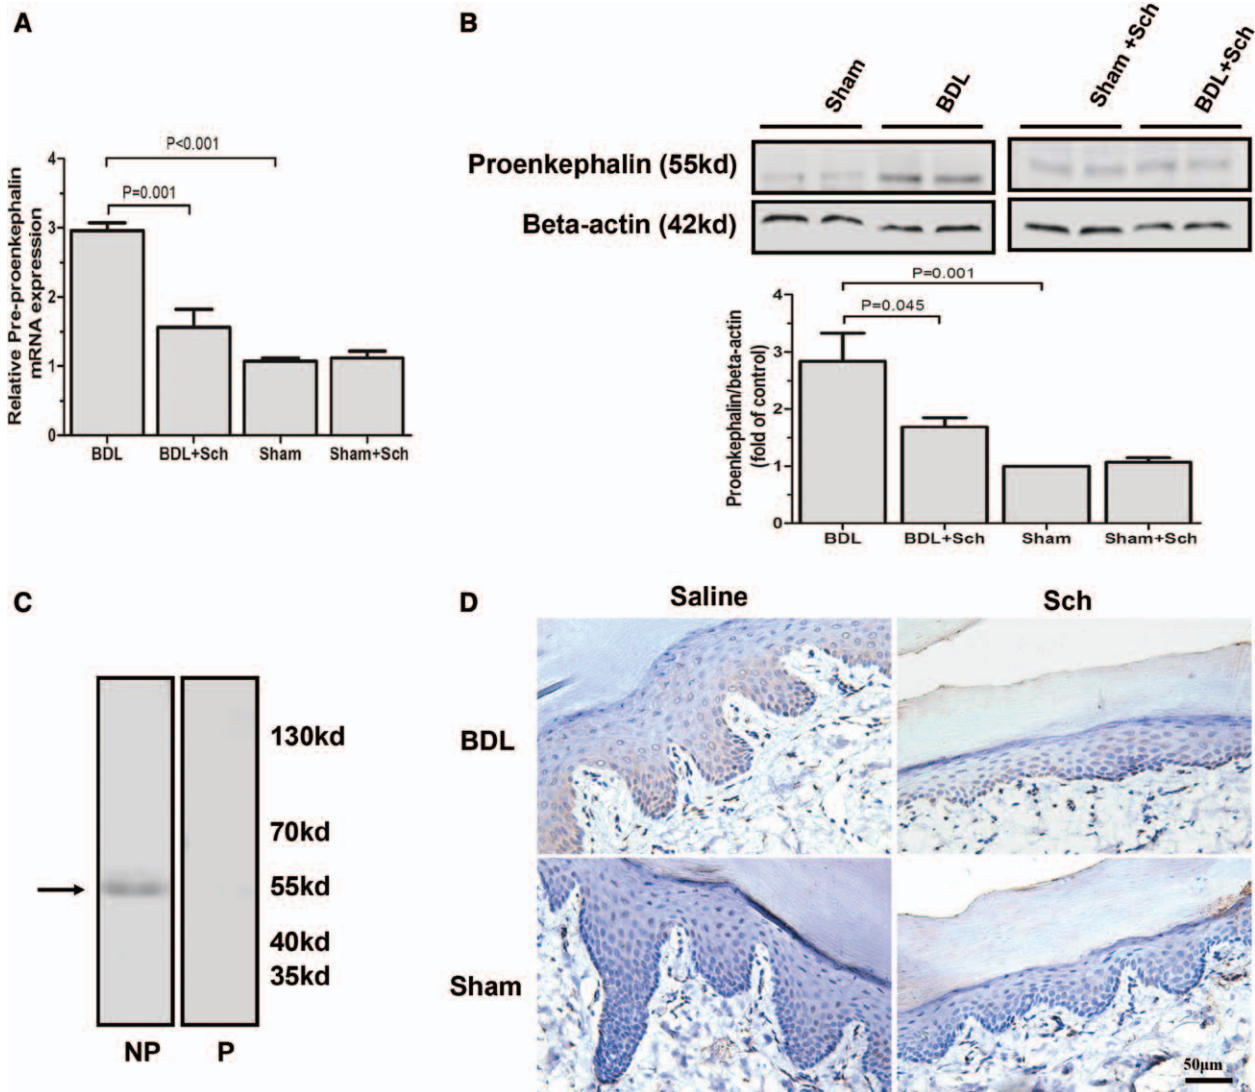 A
Relative Pre-proenkephalin
mRNA expression
4
3
2
1
0
P<0.001
P=0.001
BDL
BDL+Sch
Sham
Sham+Sch
B
Sham
BDL
Sham +Sch
BDL+Sch
Proenkephalin (55kd)
Beta-actin (42kd)
Proenkephalin/beta-actin
(fold of control)
4
3
2
1
0
P=0.001
P=0.045
BDL
BDL+Sch
Sham
Sham+Sch
C
130kd
70kd
55kd
40kd
35kd
NP
P
D
Saline
Sch
BDL
Sham
50μm